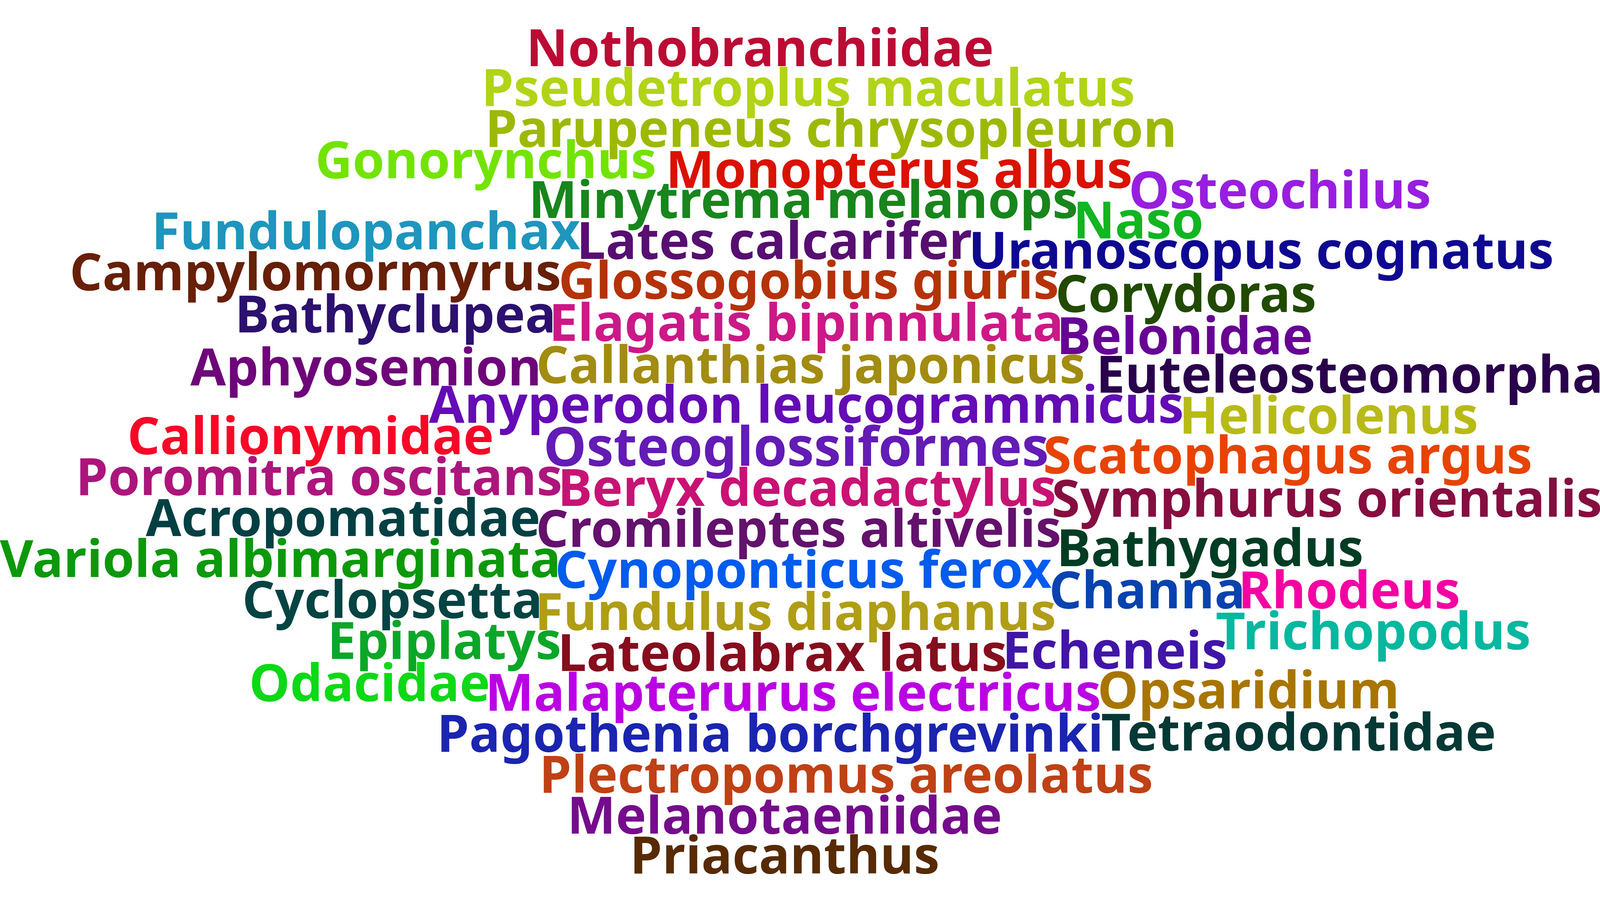 Nothobranchiidae
Pseudetroplus maculatus
Parupeneus chrysopleuron
Gonorynchus Monopterus albus Osteochilus
Minytrema melanops Naso
Fundulopanchax Lates calcarifer Uranoscopus cognatus
Campylomormyrus Glossogobius giuris Corydoras
Bathyclupea Elagatis bipinnulata Belonidae
Aphyosemion Callanthias japonicus Euteleosteomorpha
Anyperodon leucogrammicus Helicolenus
Callionymidae Osteoglossiformes Scatophagus argus
Poromitra oscitans Beryx decadactylus Symphurus orientalis
Acropomatidae Cromileptes altivelis Bathygadus
Variola albimarginata Cynoponticus ferox Channa Rhodeus
Cyclopsetta Fundulus diaphanus Trichopodus
Epiplatys Lateolabrax latus Echeneis
Odacidae Malapterurus electricus Opsaridium
Pagothenia borchgrevinki Tetraodontidae
Plectropomus areolatus
Melanotaeniidae
Priacanthus